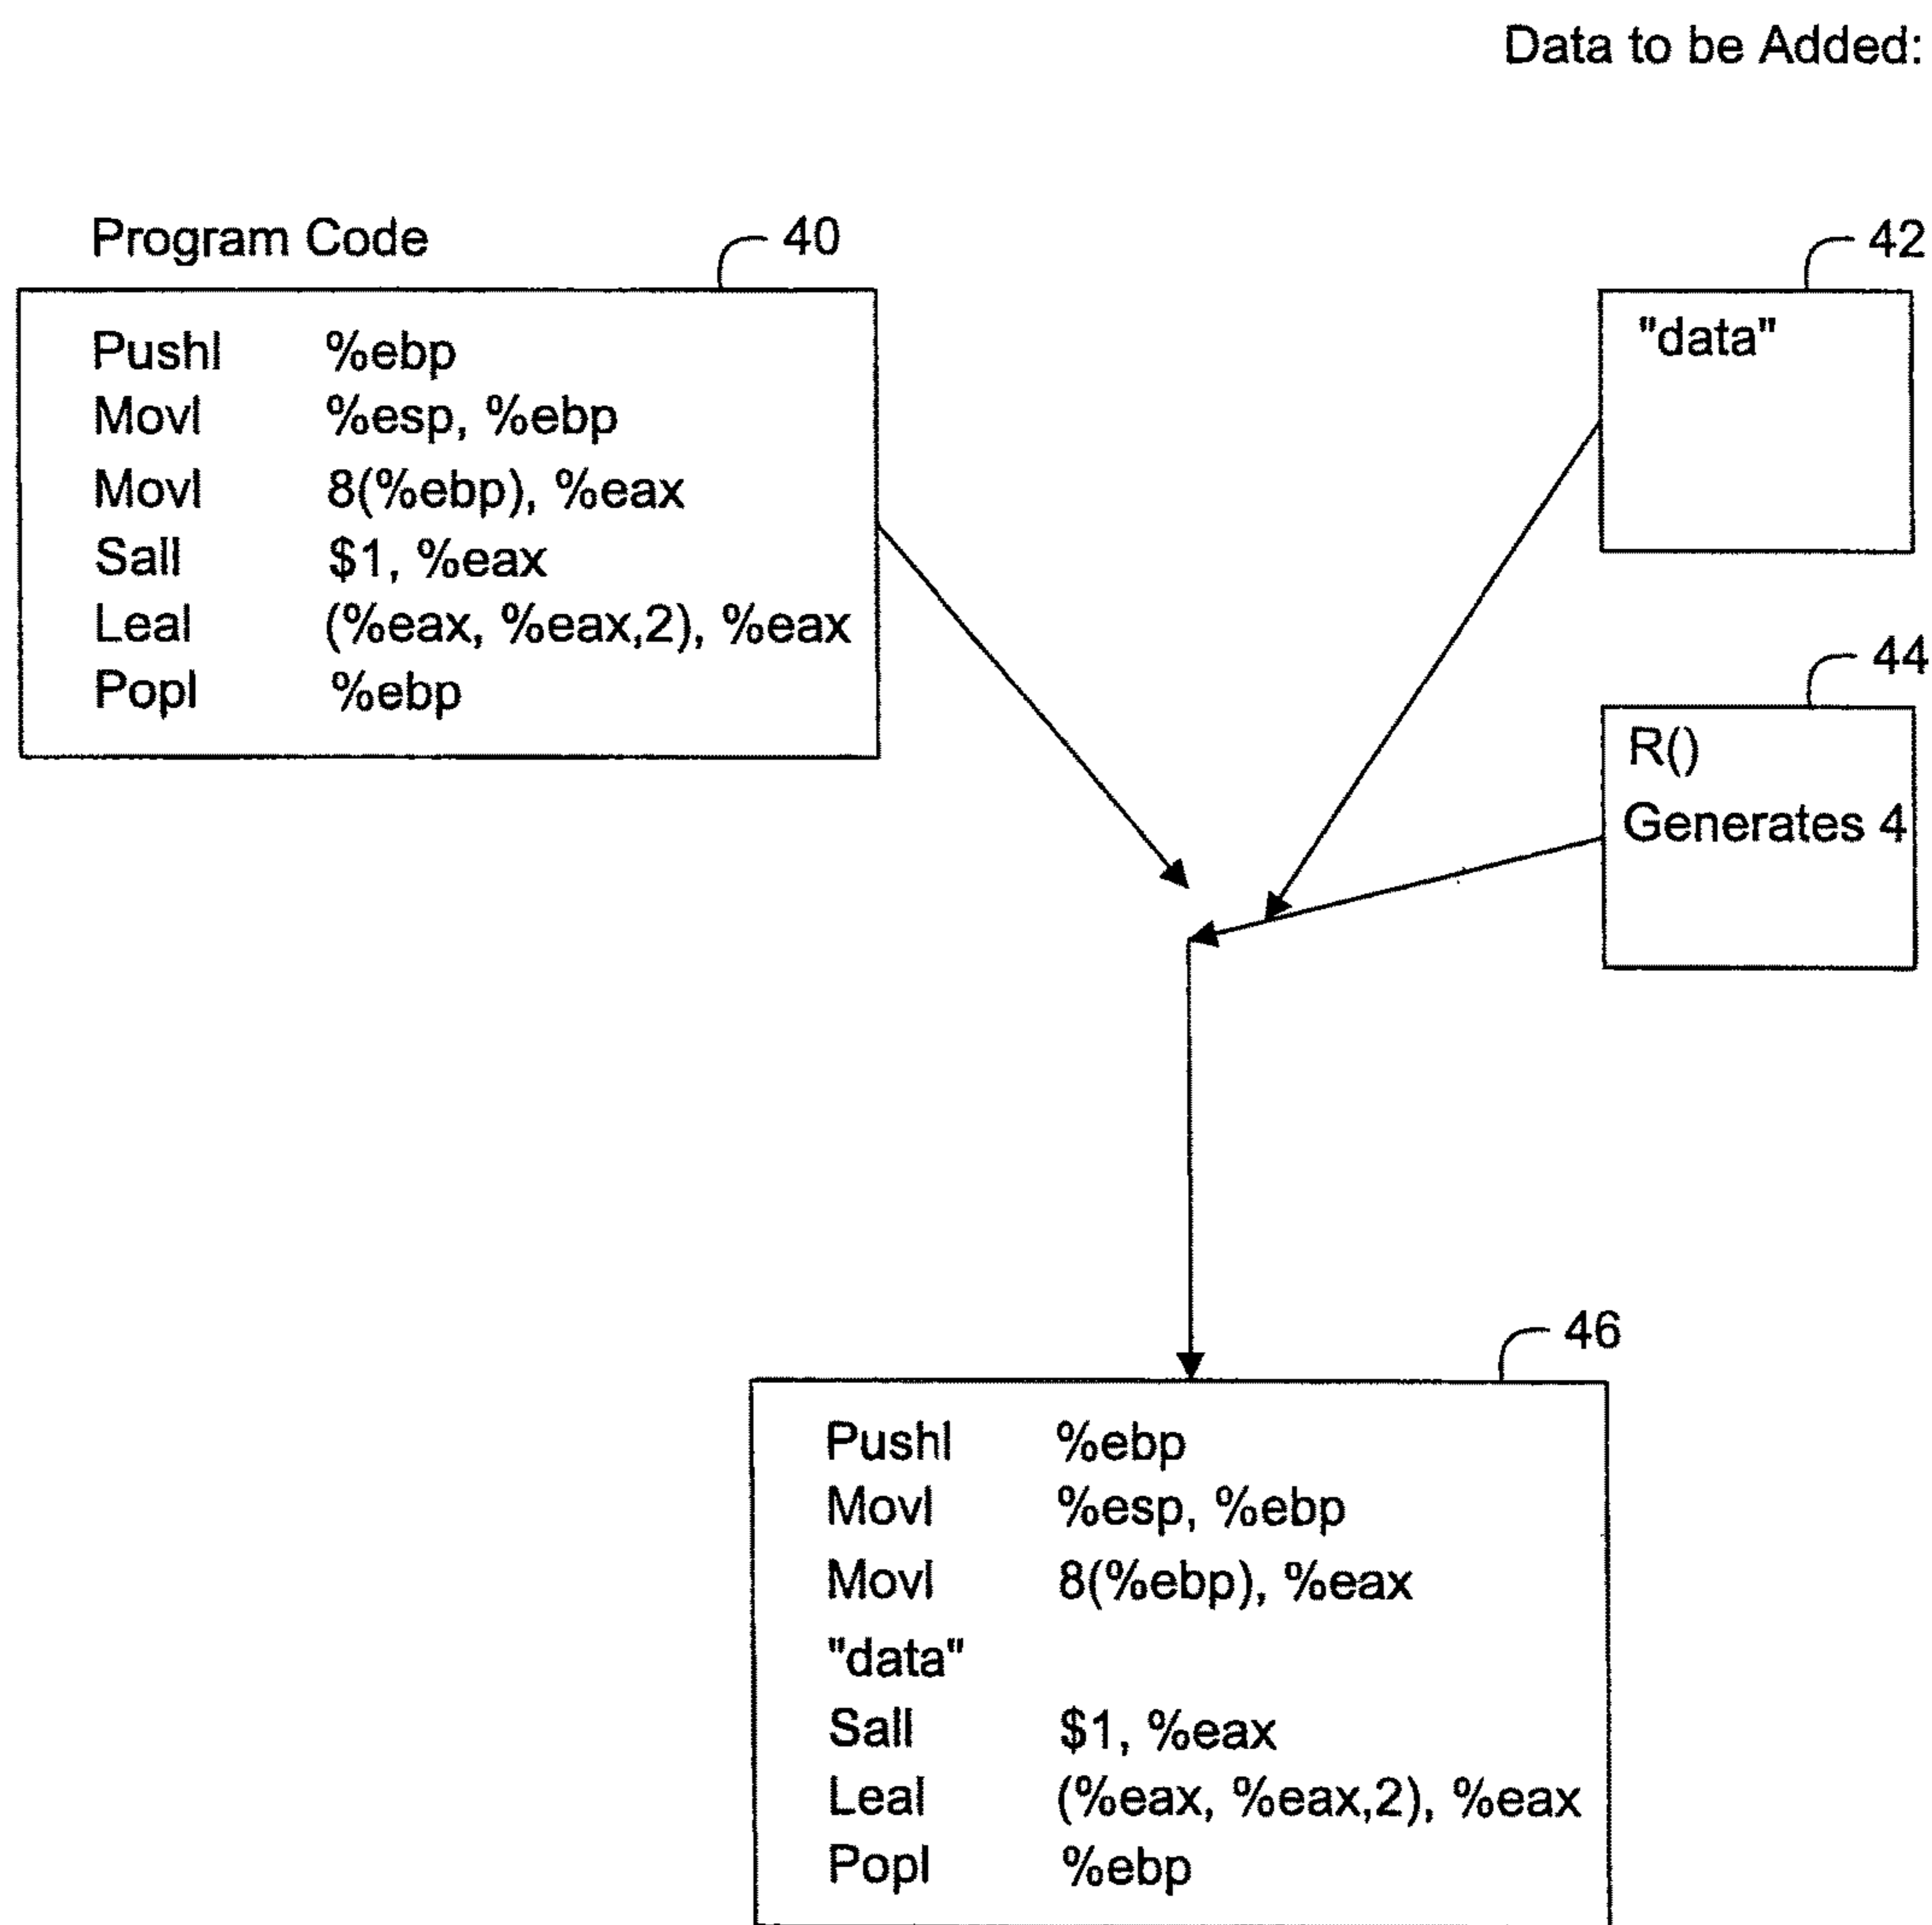 Data to be Added:
Program Code
40
Pushl %ebp
Movl %esp, %ebp
Movl 8(%ebp), %eax
Sall $1, %eax
Leal (%eax, %eax,2), %eax
Popl %ebp
42
"data"
44
R()
Generates 4
46
Pushl %ebp
Movl %esp, %ebp
Movl 8(%ebp), %eax
"data"
Sall $1, %eax
Leal (%eax, %eax,2), %eax
Popl %ebp